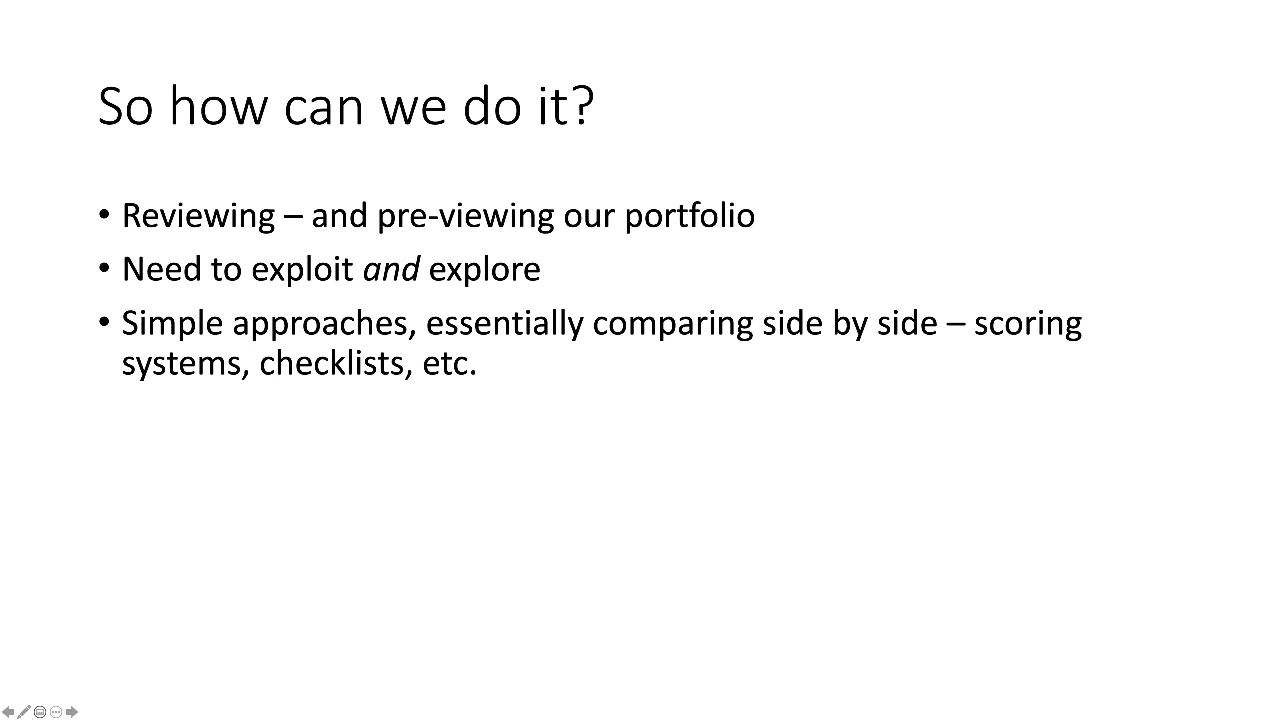 So how can we do it?
• Reviewing – and pre-viewing our portfolio
• Need to exploit and explore
• Simple approaches, essentially comparing side by side – scoring
systems, checklists, etc.